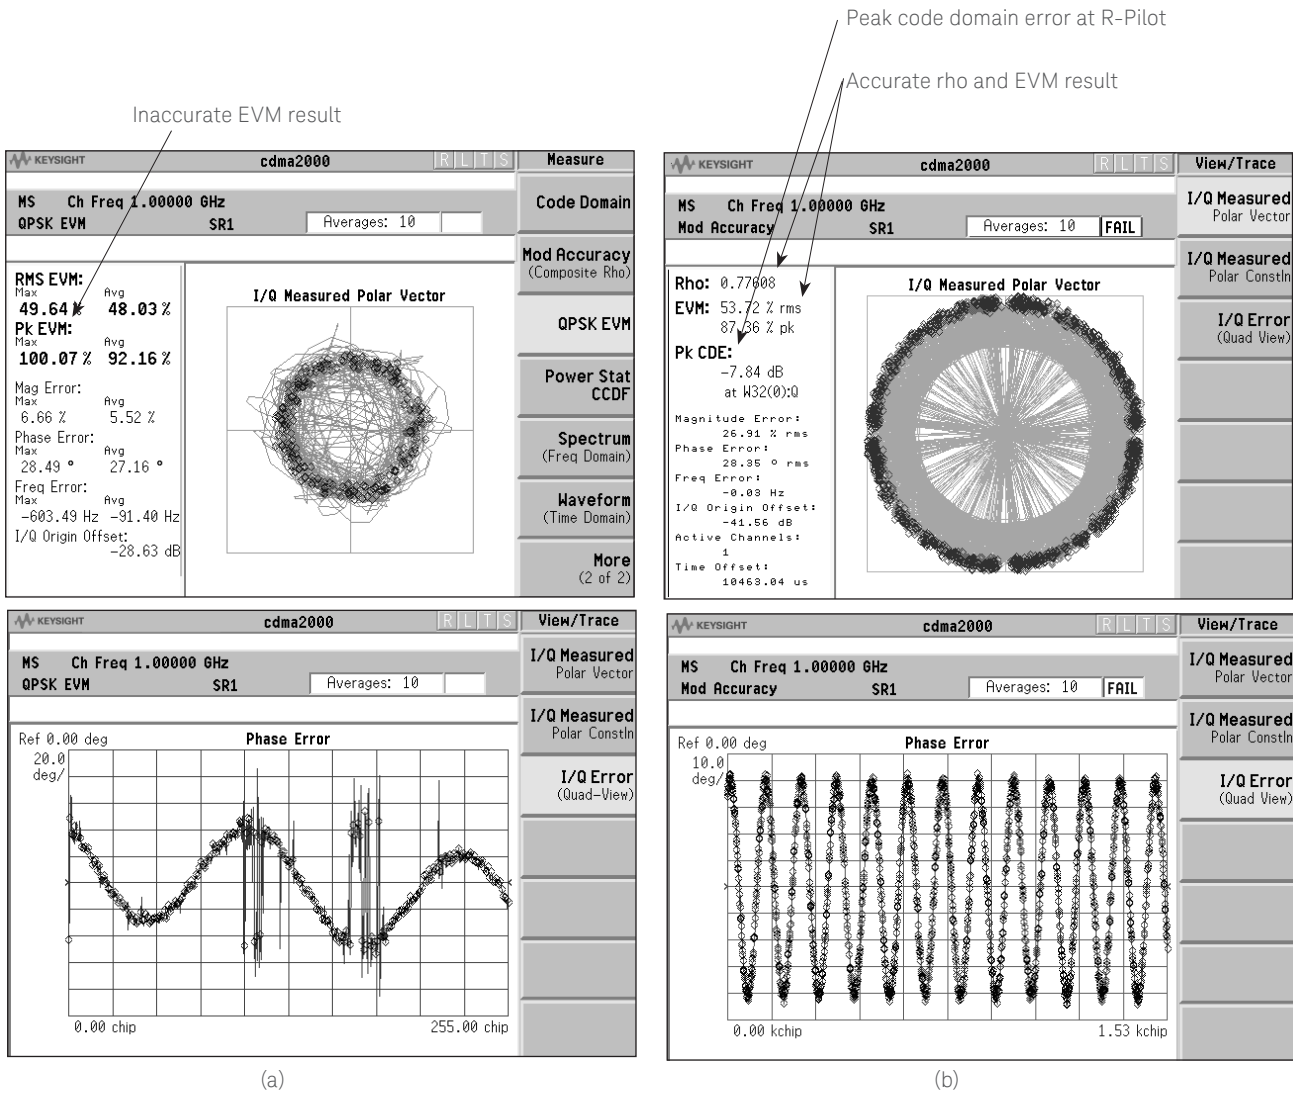 Peak code domain error at R-Pilot
Accurate rho and EVM result
Inaccurate EVM result
KEYSIGHT
cdma2000
R L T S
Measure
MS Ch Freq 1.00000 GHz
QPSK EVM SR1 Averages: 10
RMS EVM:
Max Avg
49.64 % 48.03 %
Pk EVM:
Max Avg
100.07 % 92.16 %
Mag Error:
Max Avg
6.66 % 5.52 %
Phase Error:
Max Avg
28.49 ° 27.16 °
Freq Error:
Max Avg
-603.49 Hz -91.40 Hz
I/Q Origin Offset:
-28.63 dB
I/Q Measured Polar Vector
Code Domain
Mod Accuracy
(Composite Rho)
QPSK EVM
Power Stat
CCDF
Spectrum
(Freq Domain)
Waveform
(Time Domain)
More
(2 of 2)
KEYSIGHT
cdma2000
R L T S
View/Trace
MS Ch Freq 1.00000 GHz
Mod Accuracy SR1 Averages: 10 FAIL
Rho: 0.77608
EVM: 53.72 % rms
87.36 % pk
Pk CDE:
-7.84 dB
at W32(0):Q
Magnitude Error:
26.91 % rms
Phase Error:
28.35 ° rms
Freq Error:
-0.03 Hz
I/Q Origin Offset:
-41.56 dB
Active Channels:
1
Time Offset:
10463.04 us
I/Q Measured Polar Vector
I/Q Measured
Polar Vector
I/Q Measured
Polar Constln
I/Q Error
(Quad View)
KEYSIGHT
cdma2000
R L T S
View/Trace
MS Ch Freq 1.00000 GHz
QPSK EVM SR1 Averages: 10
Ref 0.00 deg Phase Error
20.0
deg/
0.00 chip 255.00 chip
I/Q Measured
Polar Vector
I/Q Measured
Polar Constln
I/Q Error
(Quad-View)
(a)
KEYSIGHT
cdma2000
R L T S
View/Trace
MS Ch Freq 1.00000 GHz
Mod Accuracy SR1 Averages: 10 FAIL
Ref 0.00 deg Phase Error
10.0
deg/
0.00 kchip 1.53 kchip
I/Q Measured
Polar Vector
I/Q Measured
Polar Constln
I/Q Error
(Quad View)
(b)